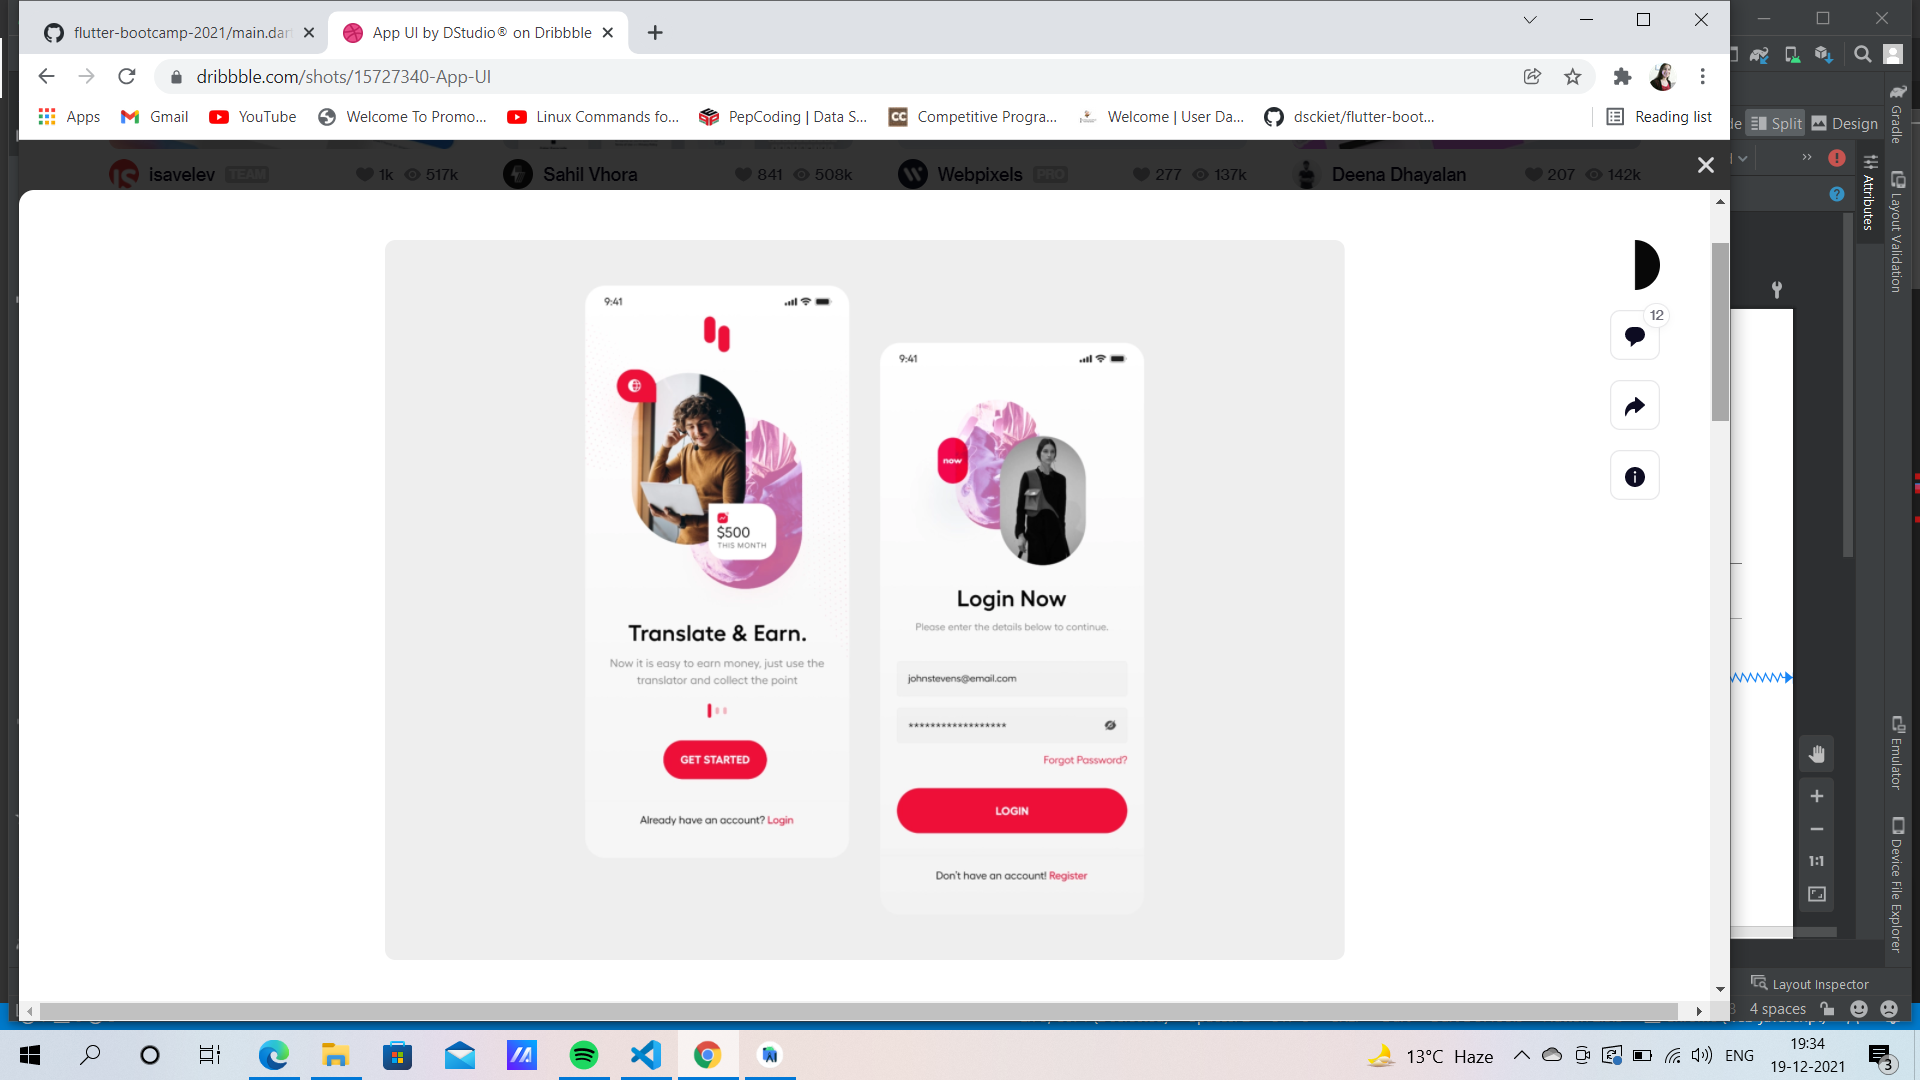 flutter-bootcamp-2021/main.dar
App UI by DStudio® on Dribbble
dribbble.com/shots/15727340-App-UI
Apps
Gmail
YouTube
Welcome To Promo...
Linux Commands fo...
PepCoding | Data S...
Competitive Progra...
Welcome | User Da...
dsckiet/flutter-boot...
Reading list
isavelev TEAM 1k 517k
Sahil Vhora 841 508k
Webpixels PRO 277 137k
Deena Dhayalan 207 142k
12
9:41
$500
THIS MONTH
Translate & Earn.
Now it is easy to earn money, just use the
translator and collect the point
GET STARTED
Already have an account? Login
9:41
now
Login Now
Please enter the details below to continue.
johnstevens@email.com
******************
Forgot Password?
LOGIN
Don't have an account! Register
Split
Design
Gradle
Attributes
Layout Validation
Emulator
1:1
Device File Explorer
Layout Inspector
4 spaces
13°C Haze
ENG
19:34
19-12-2021
3